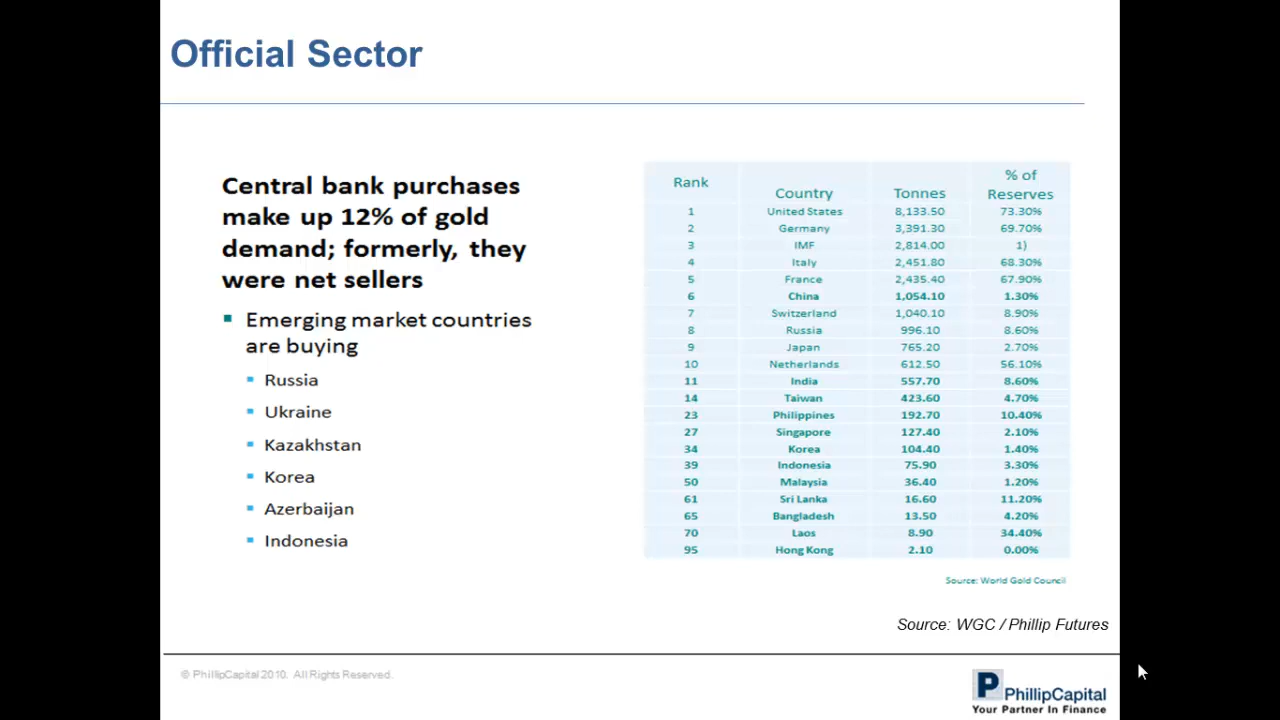 Official Sector
Central bank purchases
make up 12% of gold
demand; formerly, they
were net sellers
Emerging market countries
are buying
Russia
Ukraine
Kazakhstan
Korea
Azerbaijan
Indonesia
Rank Country Tonnes % of Reserves
1 United States 8,133.50 73.30%
2 Germany 3,391.30 69.70%
3 IMF 2,814.00 1)
4 Italy 2,451.80 68.30%
5 France 2,435.40 67.90%
6 China 1,054.10 1.30%
7 Switzerland 1,040.10 8.90%
8 Russia 996.10 8.60%
9 Japan 765.20 2.70%
10 Netherlands 612.50 56.10%
11 India 557.70 8.60%
14 Taiwan 423.60 4.70%
23 Philippines 192.70 10.40%
27 Singapore 127.40 2.10%
34 Korea 104.40 1.40%
39 Indonesia 75.90 3.30%
50 Malaysia 36.40 1.20%
61 Sri Lanka 16.60 11.20%
65 Bangladesh 13.50 4.20%
70 Laos 8.90 34.40%
95 Hong Kong 2.10 0.00%
Source: World Gold Council
Source: WGC / Phillip Futures
© PhillipCapital 2010. All Rights Reserved.
P PhillipCapital
Your Partner In Finance